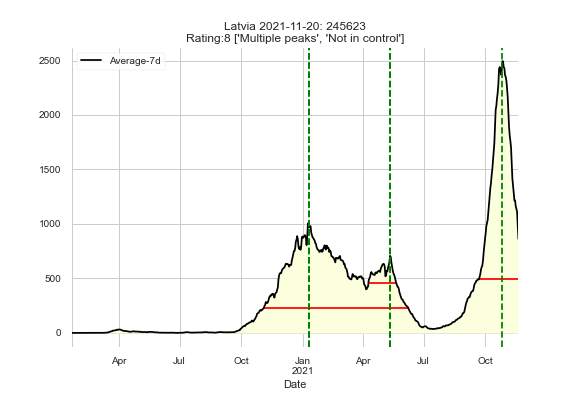 Latvia 2021-11-20: 245623
Rating:8 ['Multiple peaks', 'Not in control']
Average-7d
2500
2000
1500
1000
500
0
Apr Jul Oct Jan Apr Jul Oct
2021
Date